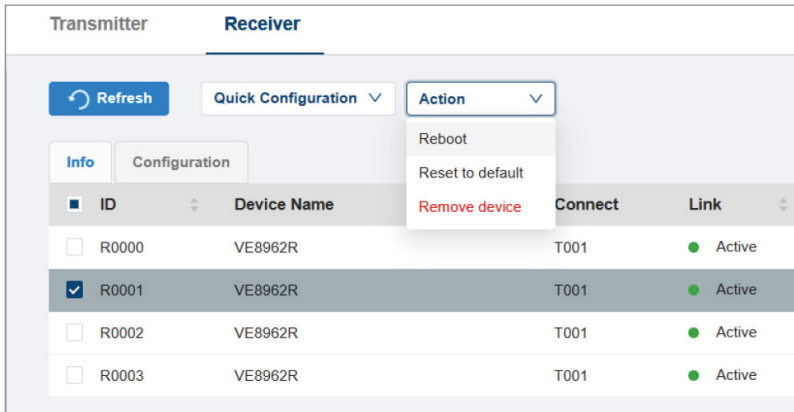 Transmitter Receiver
Refresh Quick Configuration Action
Reboot
Info Configuration
Reset to default
ID Device Name Connect Link
Remove device
R0000 VE8962R T001 Active
R0001 VE8962R T001 Active
R0002 VE8962R T001 Active
R0003 VE8962R T001 Active